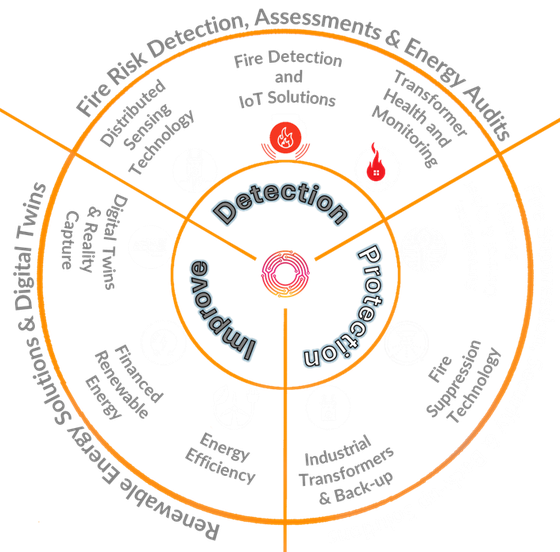 Fire Risk Detection, Assessments & Energy Audits
Distributed
Sensing
Technology
Fire Detection
and
IoT Solutions
Transformer
Health and
Monitoring
Detection
Protection
Improve
Fire
Suppression
Technology
Industrial
Transformers
& Back-up
Energy
Efficiency
Financed
Renewable
Energy
Digital Twins
& Reality
Capture
Renewable Energy Solutions & Digital Twins